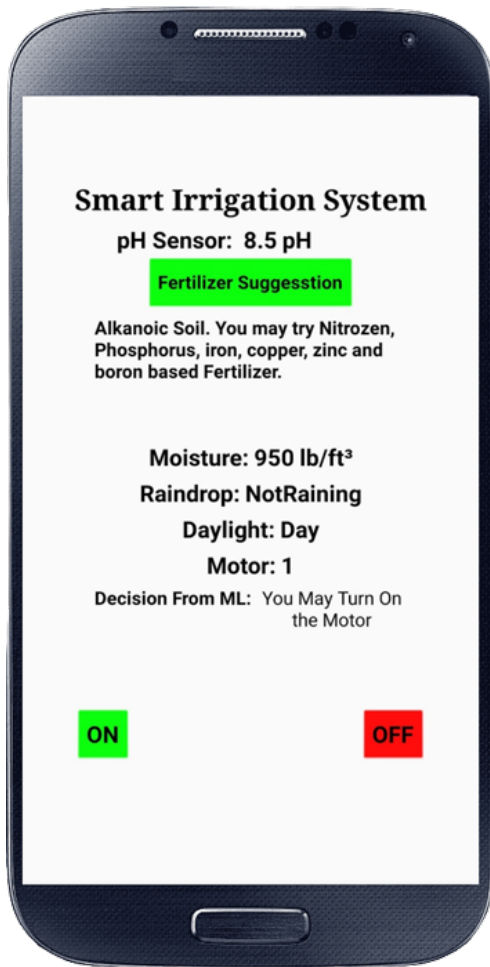 Smart Irrigation System
pH Sensor: 8.5 pH
Fertilizer Suggesstion
Alkanoic Soil. You may try Nitrozen,
Phosphorus, iron, copper, zinc and
boron based Fertilizer.
Moisture: 950 lb/ft³
Raindrop: NotRaining
Daylight: Day
Motor: 1
Decision From ML: You May Turn On
the Motor
ON OFF